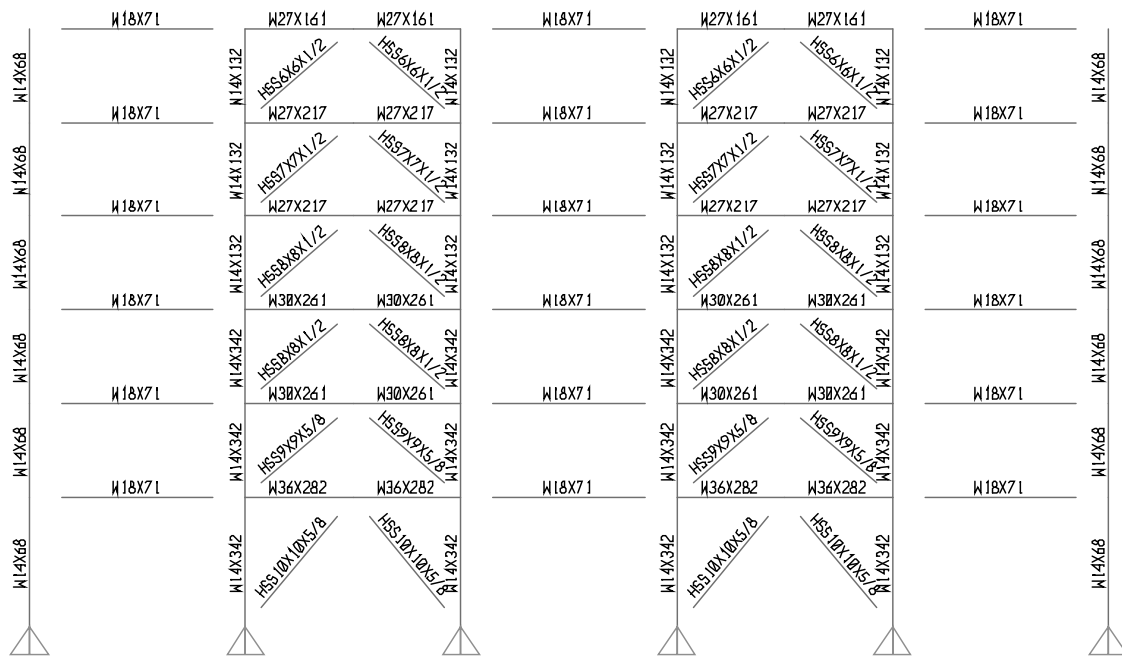 W18X71 W27X161 W27X161 W18X71 W27X161 W27X161 W18X71
W14X68 W14X132 HSS6X6X1/2 HSS6X6X1/2 W14X132 W14X132 HSS6X6X1/2 HSS6X6X1/2 W14X132 W14X68
W18X71 W27X217 W27X217 W18X71 W27X217 W27X217 W18X71
W14X68 W14X132 HSS7X7X1/2 HSS7X7X1/2 W14X132 W14X132 HSS7X7X1/2 HSS7X7X1/2 W14X132 W14X68
W18X71 W27X217 W27X217 W18X71 W27X217 W27X217 W18X71
W14X68 W14X132 HSS8X8X1/2 HSS8X8X1/2 W14X132 W14X132 HSS8X8X1/2 HSS8X8X1/2 W14X132 W14X68
W18X71 W30X261 W30X261 W18X71 W30X261 W30X261 W18X71
W14X68 W14X342 HSS8X8X1/2 HSS8X8X1/2 W14X342 W14X342 HSS8X8X1/2 HSS8X8X1/2 W14X342 W14X68
W18X71 W30X261 W30X261 W18X71 W30X261 W30X261 W18X71
W14X68 W14X342 HSS9X9X5/8 HSS9X9X5/8 W14X342 W14X342 HSS9X9X5/8 HSS9X9X5/8 W14X342 W14X68
W18X71 W36X282 W36X282 W18X71 W36X282 W36X282 W18X71
W14X68 W14X342 HSS10X10X5/8 HSS10X10X5/8 W14X342 W14X342 HSS10X10X5/8 HSS10X10X5/8 W14X342 W14X68